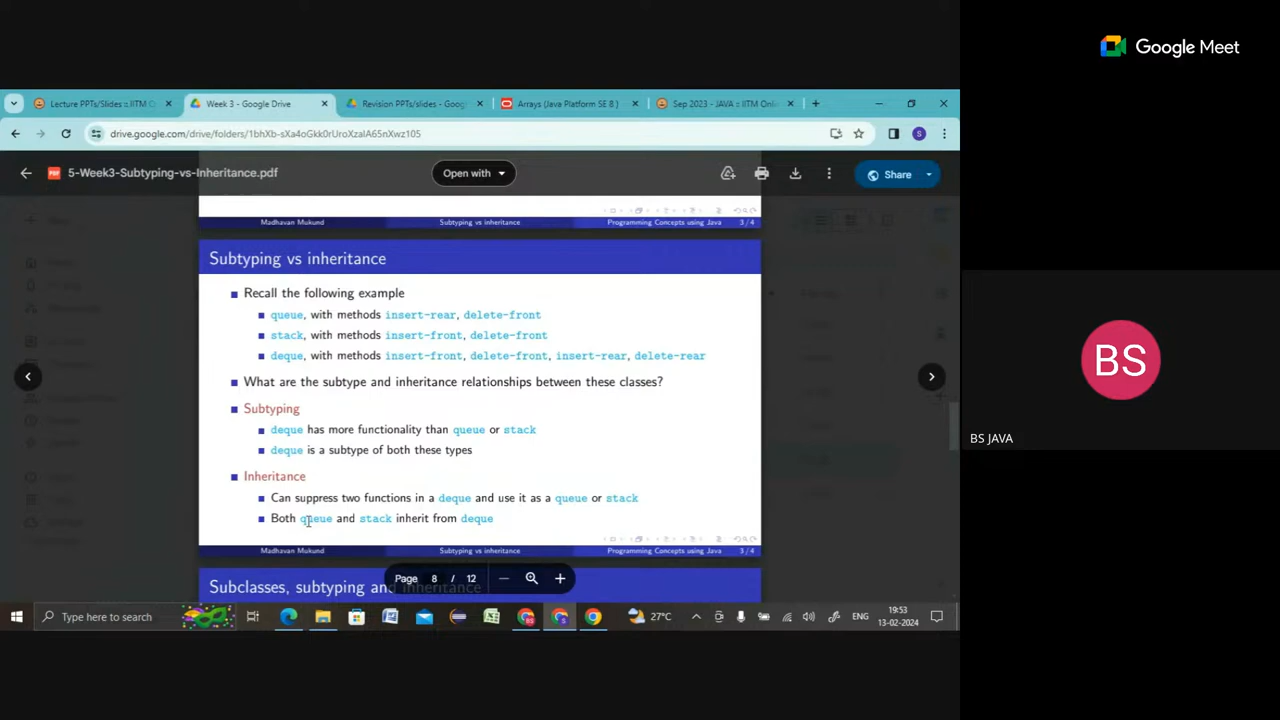 Google Meet
Lecture PPTs/Slides :: IITM O
Week 3 - Google Drive
Revision PPTs/slides - Goog
Arrays (Java Platform SE 8 )
Sep 2023 - JAVA :: IITM Onli
drive.google.com/drive/folders/1bhXb-sXa4oGkk0rUroXzalA65nXwz105
5-Week3-Subtyping-vs-Inheritance.pdf
Open with
Share
Madhavan Mukund Subtyping vs inheritance Programming Concepts using Java 3 / 4
Subtyping vs inheritance
Recall the following example
queue, with methods insert-rear, delete-front
stack, with methods insert-front, delete-front
deque, with methods insert-front, delete-front, insert-rear, delete-rear
What are the subtype and inheritance relationships between these classes?
Subtyping
deque has more functionality than queue or stack
deque is a subtype of both these types
Inheritance
Can suppress two functions in a deque and use it as a queue or stack
Both queue and stack inherit from deque
Madhavan Mukund Subtyping vs inheritance Programming Concepts using Java 3 / 4
Subclasses, subtyping and inheritance
Page 8 / 12
BS
BS JAVA
Type here to search
27°C
ENG
19:53
13-02-2024